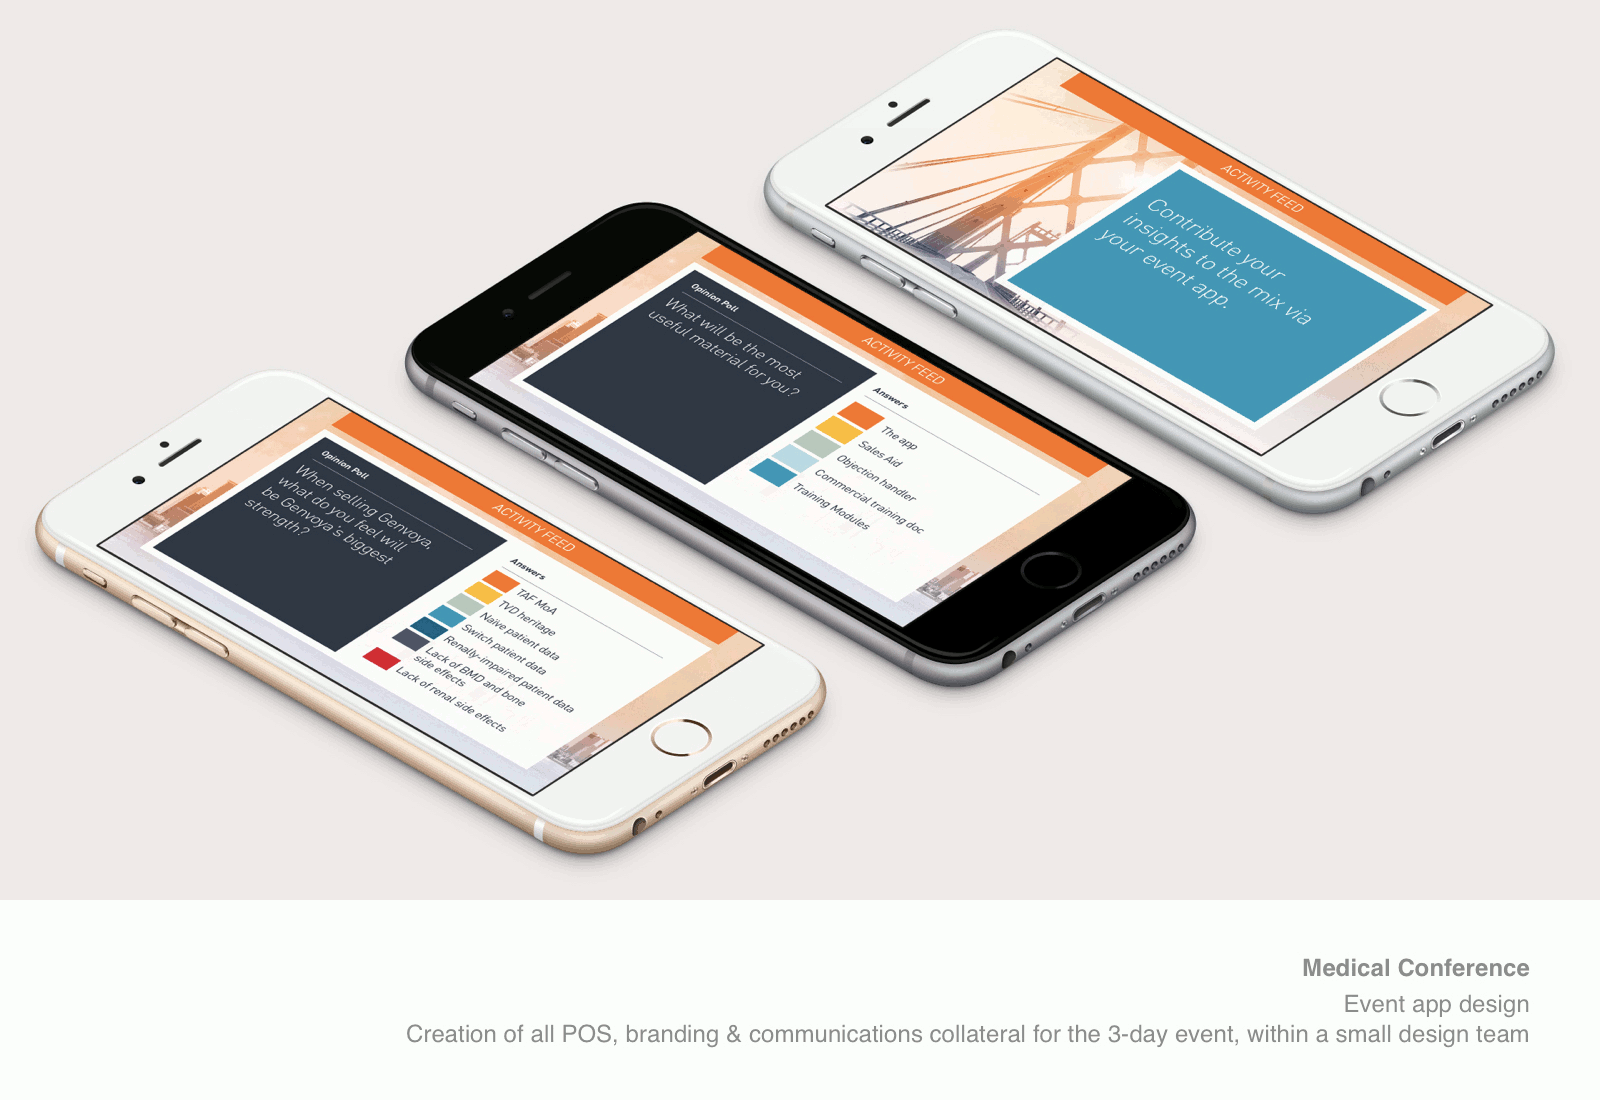 ACTIVITY FEED
Opinion Poll
When selling Genvoya,
what do you feel will
be Genvoya's biggest
strength?
Answers
TAF MoA
TVD heritage
Naive patient data
Switch patient data
Renally-impaired patient data
Lack of BMD and bone
side effects
Lack of renal side effects
ACTIVITY FEED
Opinion Poll
What will be the most
useful material for you?
Answers
The app
Sales Aid
Objection handler
Commercial training doc
Training Modules
ACTIVITY FEED
Contribute your
insights to the mix via
your event app.
Medical Conference
Event app design
Creation of all POS, branding & communications collateral for the 3-day event, within a small design team